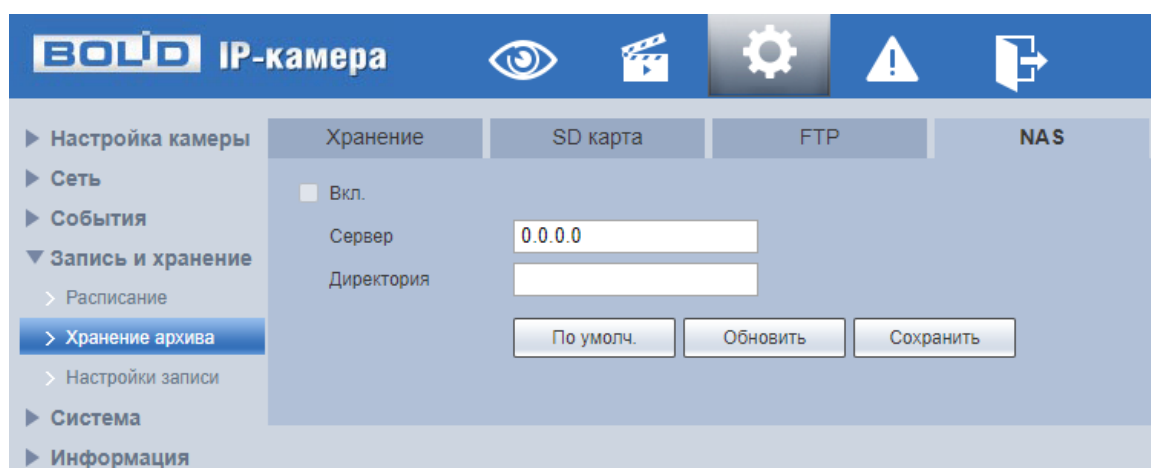 BOLID IP-камера
Настройка камеры
Сеть
События
Запись и хранение
Расписание
Хранение архива
Настройки записи
Система
Информация
Хранение SD карта FTP NAS
Вкл.
Сервер 0.0.0.0
Директория
По умолч. Обновить Сохранить